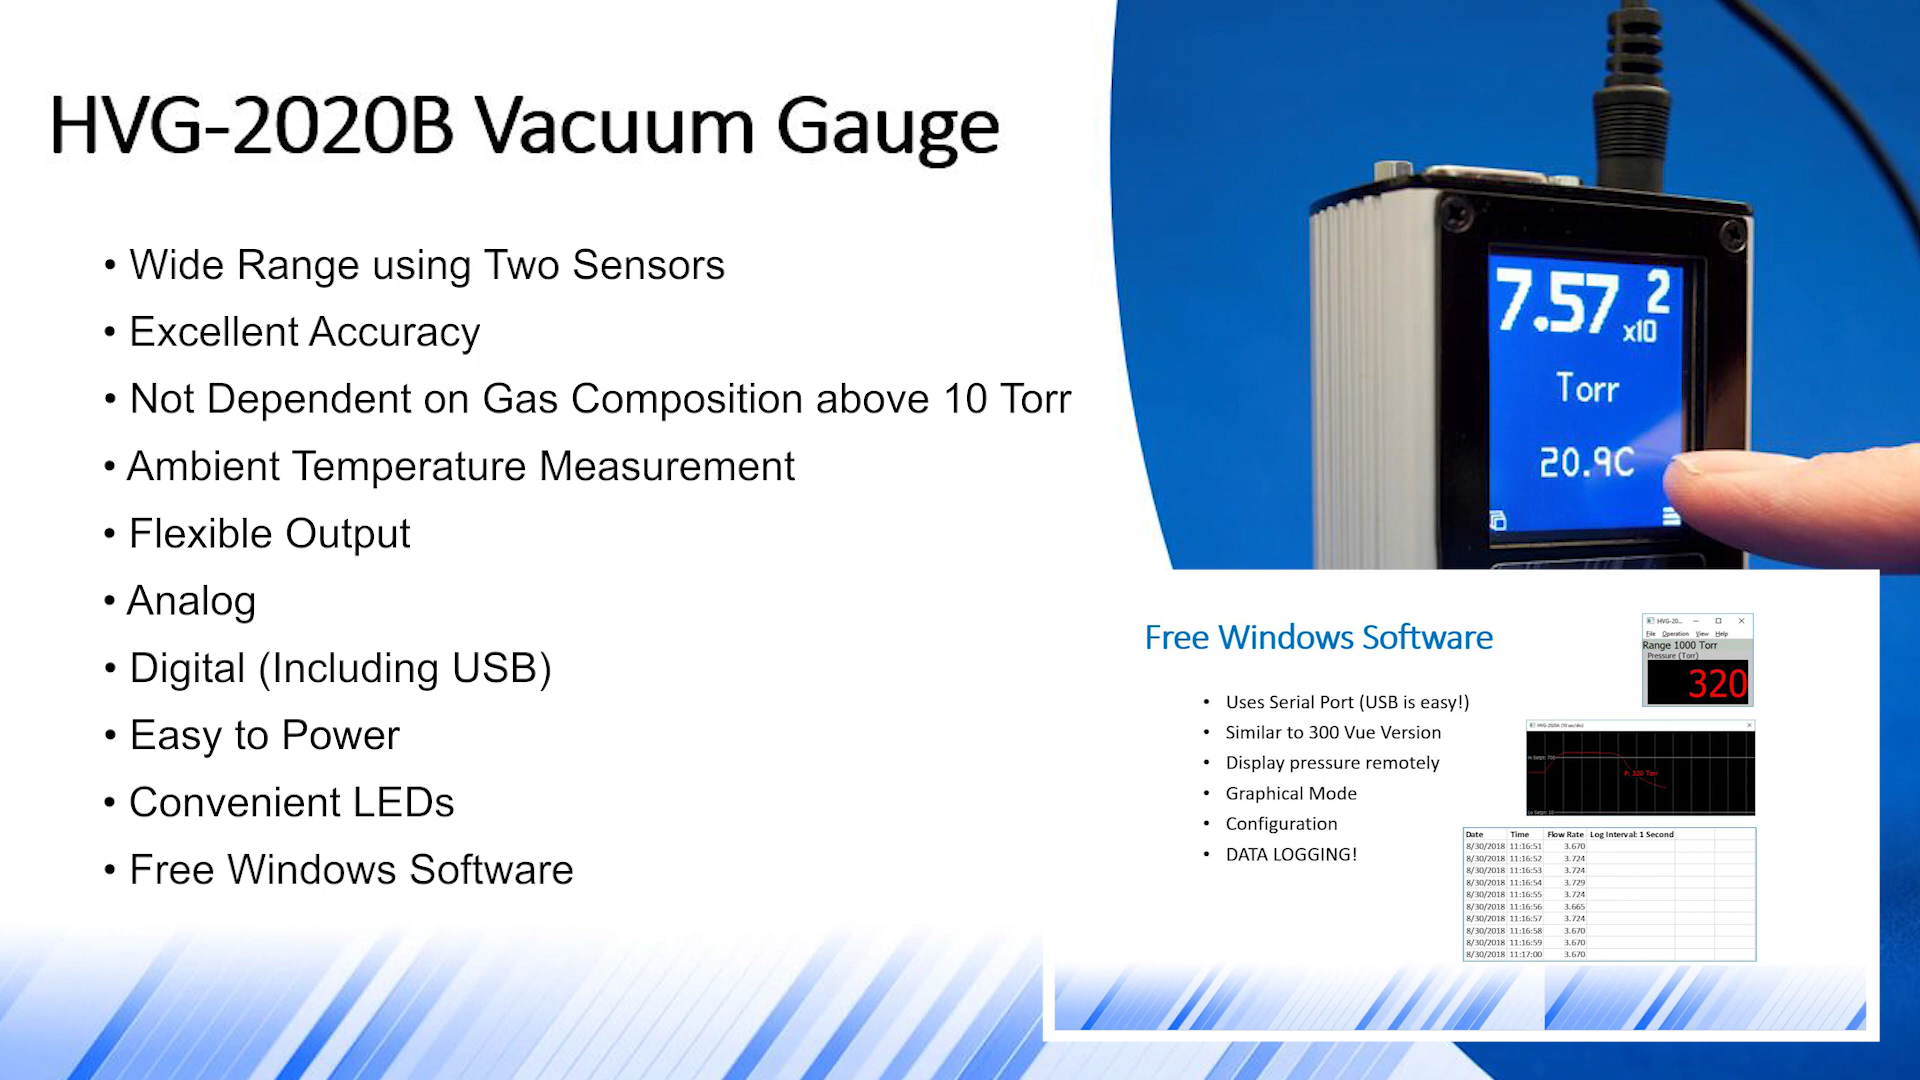 HVG-2020B Vacuum Gauge
• Wide Range using Two Sensors
• Excellent Accuracy
• Not Dependent on Gas Composition above 10 Torr
• Ambient Temperature Measurement
• Flexible Output
• Analog
• Digital (Including USB)
• Easy to Power
• Convenient LEDs
• Free Windows Software
7.57 x10 2
Torr
20.9C
Free Windows Software
• Uses Serial Port (USB is easy!)
• Similar to 300 Vue Version
• Display pressure remotely
• Graphical Mode
• Configuration
• DATA LOGGING!
HVG-20...
File Operation View Help
Range 1000 Torr
Pressure (Torr)
320
P: 320 Torr
Date Time Flow Rate Log Interval: 1 Second
8/30/2018 11:16:51 3.670
8/30/2018 11:16:52 3.724
8/30/2018 11:16:53 3.724
8/30/2018 11:16:54 3.729
8/30/2018 11:16:55 3.724
8/30/2018 11:16:56 3.665
8/30/2018 11:16:57 3.724
8/30/2018 11:16:58 3.670
8/30/2018 11:16:59 3.670
8/30/2018 11:17:00 3.670